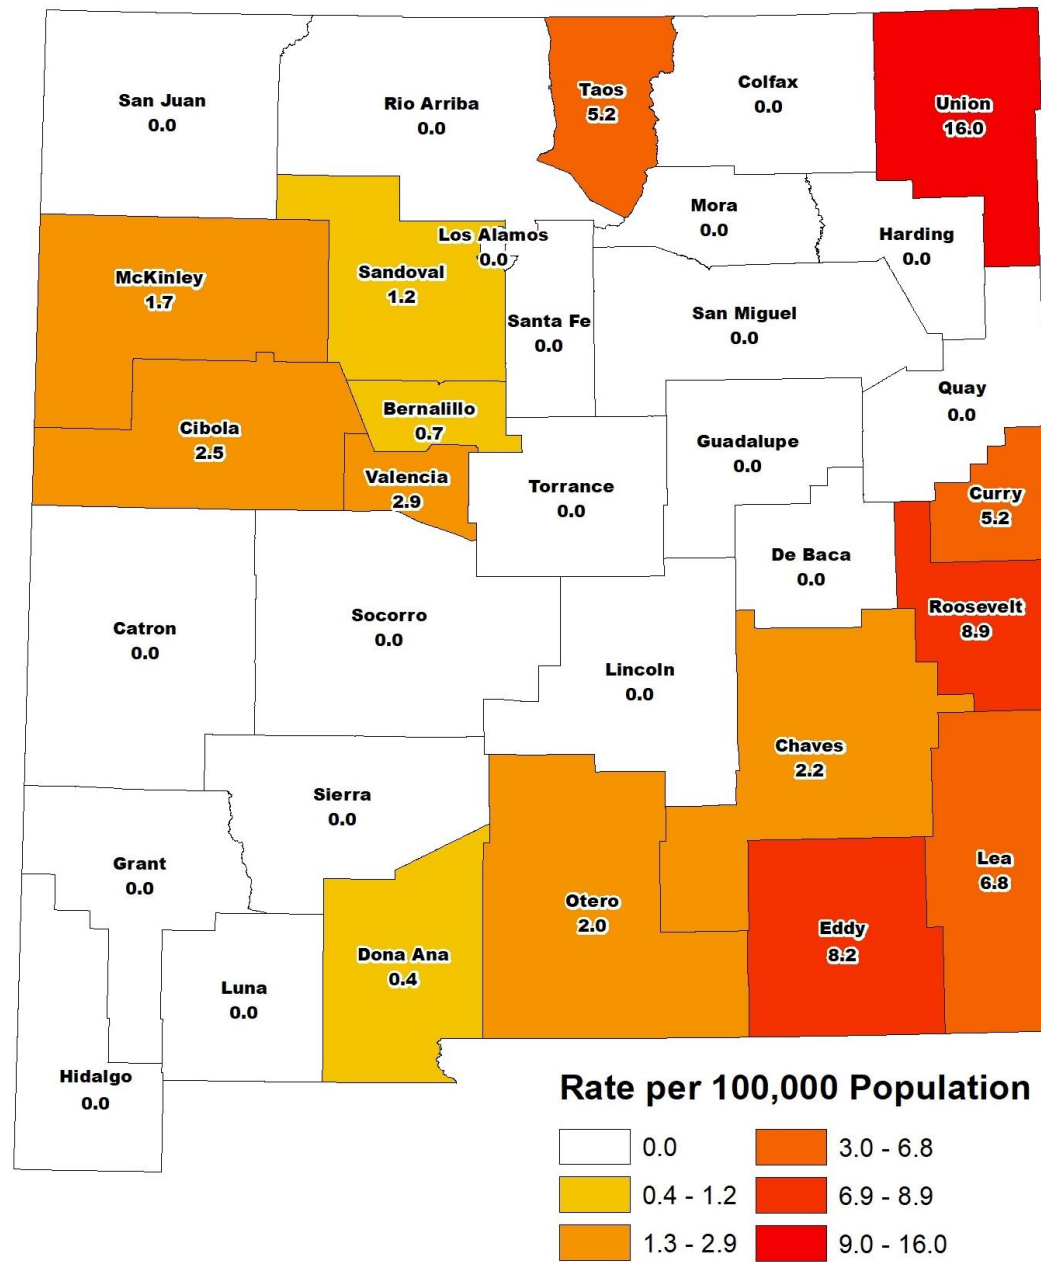 San Juan
0.0
Rio Arriba
0.0
Taos
5.2
Colfax
0.0
Union
16.0
Mora
0.0
Harding
0.0
Los Alamos
0.0
McKinley
1.7
Sandoval
1.2
Santa Fe
0.0
San Miguel
0.0
Quay
0.0
Bernalillo
0.7
Cibola
2.5
Valencia
2.9
Torrance
0.0
Guadalupe
0.0
Curry
5.2
De Baca
0.0
Roosevelt
8.9
Catron
0.0
Socorro
0.0
Lincoln
0.0
Chaves
2.2
Sierra
0.0
Grant
0.0
Lea
6.8
Otero
2.0
Eddy
8.2
Dona Ana
0.4
Luna
0.0
Hidalgo
0.0
Rate per 100,000 Population
0.0
0.4 - 1.2
1.3 - 2.9
3.0 - 6.8
6.9 - 8.9
9.0 - 16.0